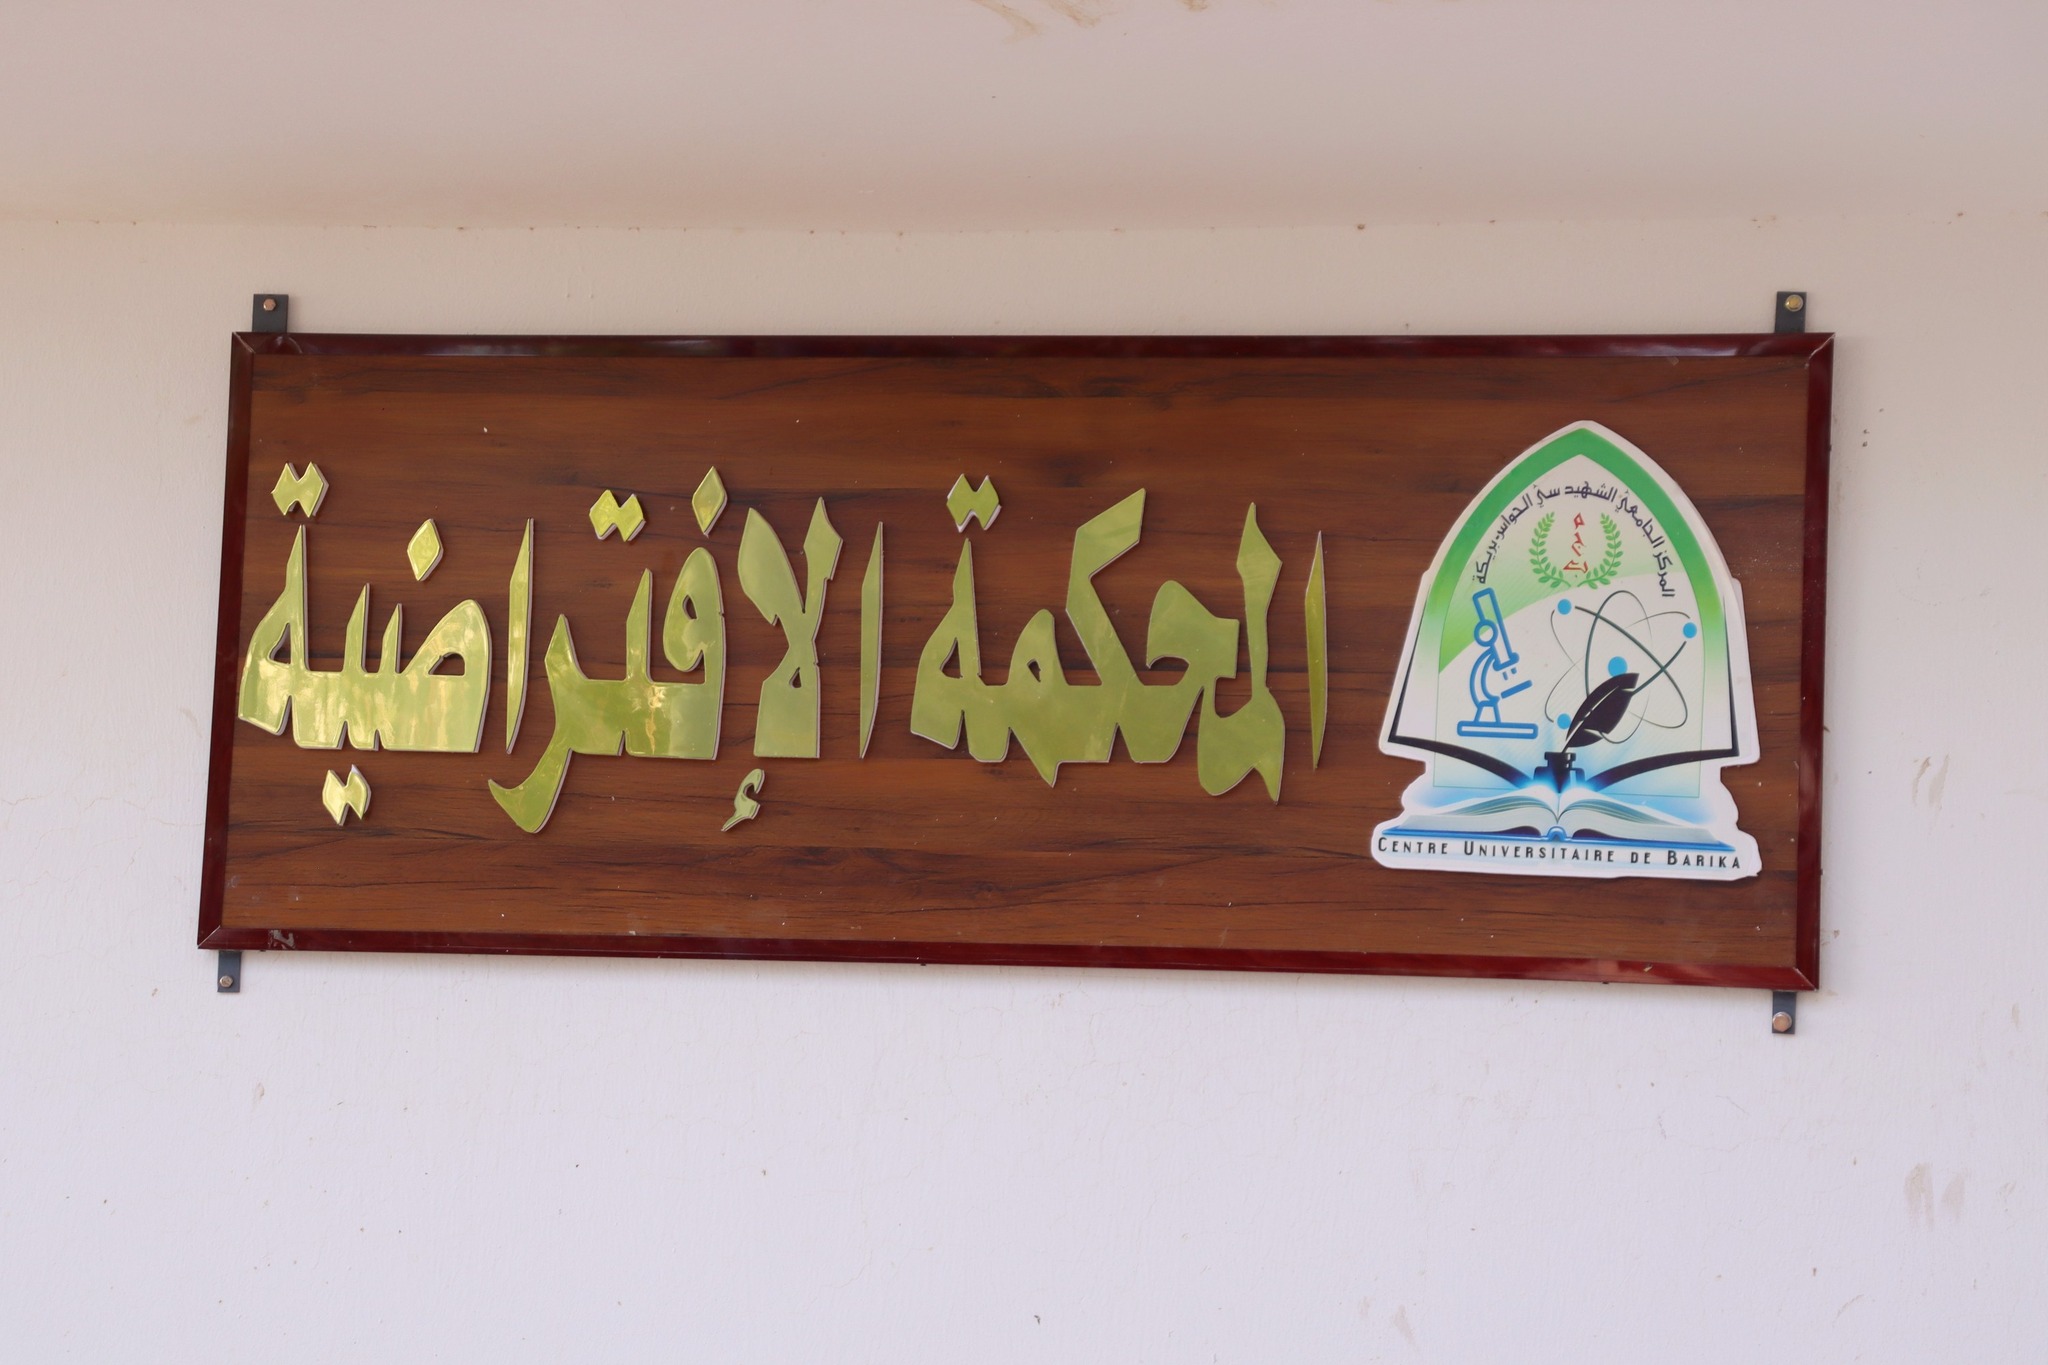 المحكمة الإفتراضية
المركز الجامعي الشهيد سي الحواس بريكة
CENTRE UNIVERSITAIRE DE BARIKA